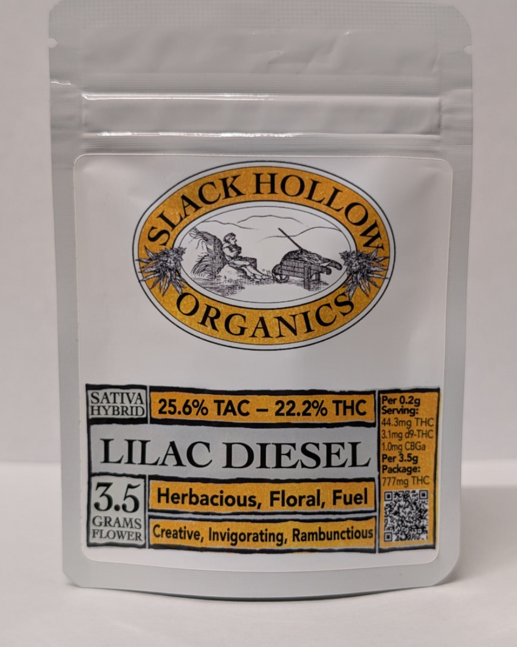 SLACK HOLLOW
ORGANICS
SATIVA
HYBRID
25.6% TAC – 22.2% THC
LILAC DIESEL
3.5
GRAMS
FLOWER
Herbacious, Floral, Fuel
Creative, Invigorating, Rambunctious
Per 0.2g
Serving:
44.3mg THC
3.1mg d9-THC
1.0mg CBGa
Per 3.5g
Package:
777mg THC